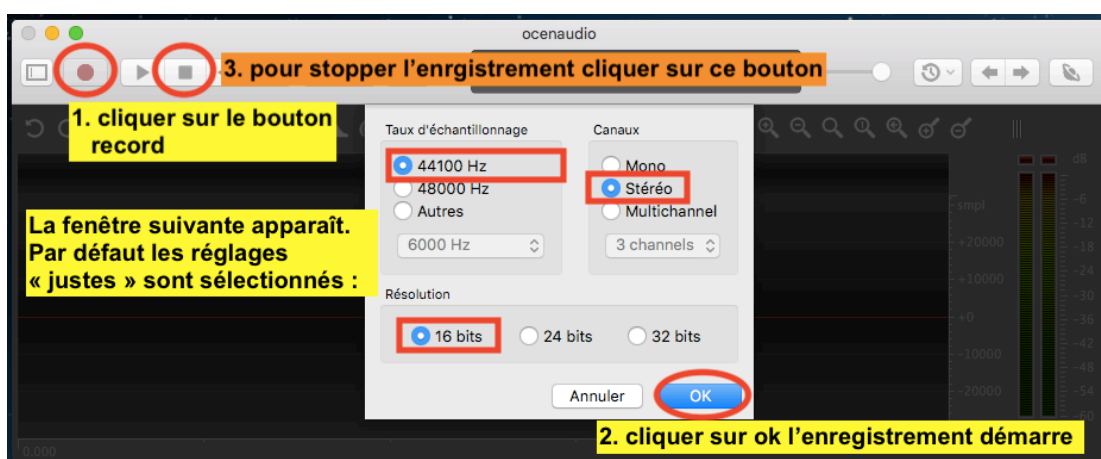 ocenaudio
3. pour stopper l’enrgistrement cliquer sur ce bouton
1. cliquer sur le bouton
record
Taux d'échantillonnage
44100 Hz
48000 Hz
Autres
6000 Hz
Canaux
Mono
Stéréo
Multichannel
3 channels
La fenêtre suivante apparaît.
Par défaut les réglages
« justes » sont sélectionnés :
Résolution
16 bits
24 bits
32 bits
Annuler
OK
2. cliquer sur ok l’enregistrement démarre
dB
smpl
+20000
+10000
+0
-10000
-20000
-6
-12
-18
-24
-30
-36
-42
-48
-54
-60
0.000